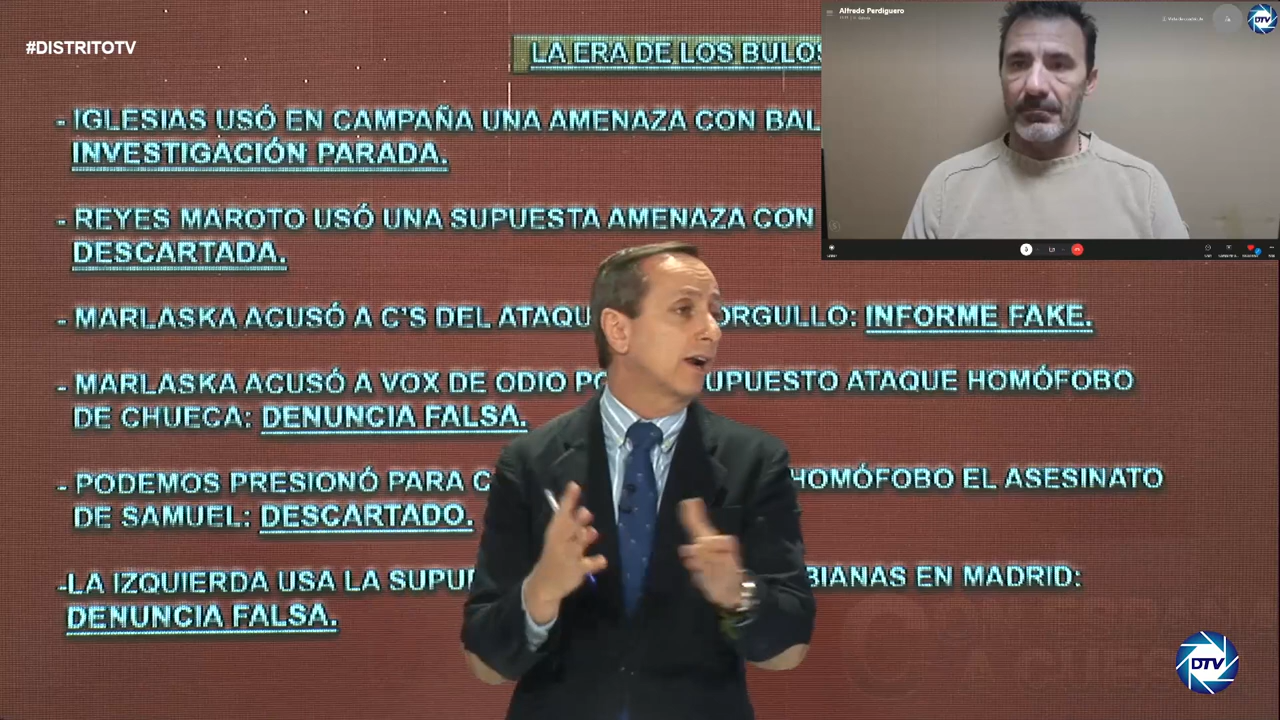 #DISTRITOTV
LA ERA DE LOS BULOS
- IGLESIAS USÓ EN CAMPAÑA UNA AMENAZA CON BAL
INVESTIGACIÓN PARADA.
- REYES MAROTO USÓ UNA SUPUESTA AMENAZA CON
DESCARTADA.
- MARLASKA ACUSÓ A C'S DEL ATAQU ORGULLO: INFORME FAKE.
- MARLASKA ACUSÓ A VOX DE ODIO PO UPUESTO ATAQUE HOMÓFOBO
DE CHUECA: DENUNCIA FALSA.
- PODEMOS PRESIONÓ PARA C HOMÓFOBO EL ASESINATO
DE SAMUEL: DESCARTADO.
-LA IZQUIERDA USA LA SUPU BIANAS EN MADRID:
DENUNCIA FALSA.
Alfredo Perdiguero
DTV
DTV